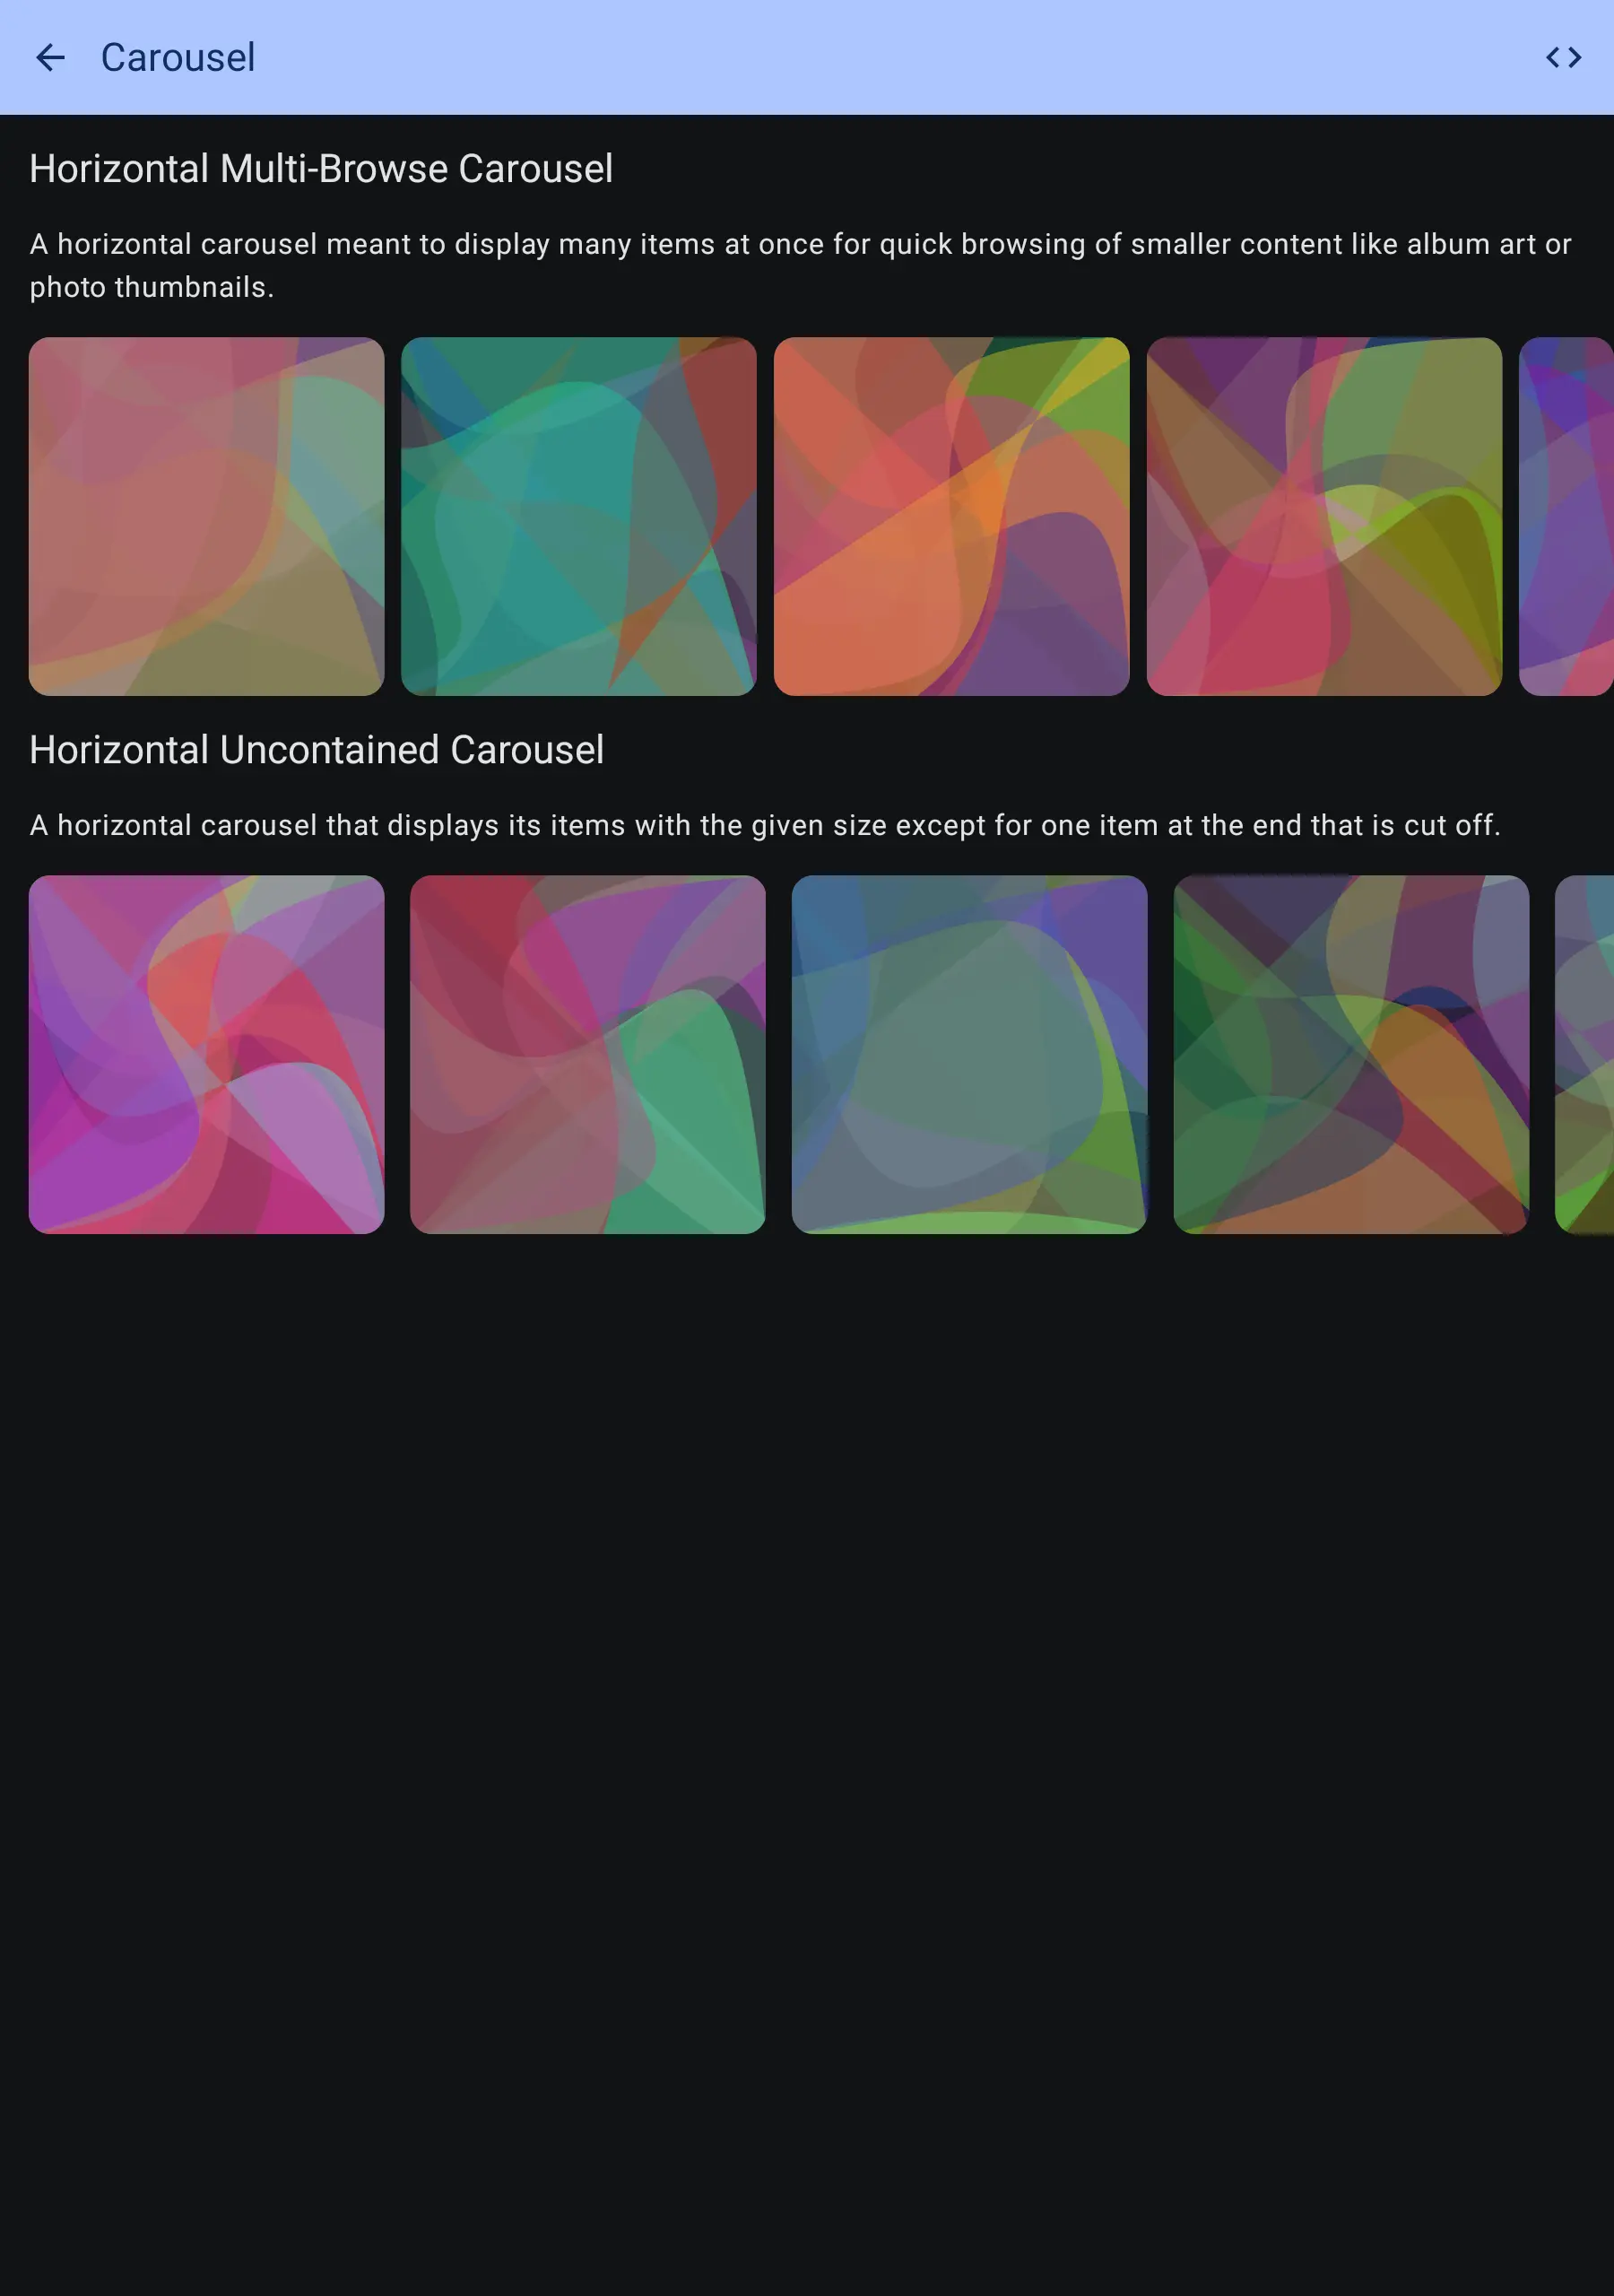 Carousel
Horizontal Multi-Browse Carousel
A horizontal carousel meant to display many items at once for quick browsing of smaller content like album art or
photo thumbnails.
Horizontal Uncontained Carousel
A horizontal carousel that displays its items with the given size except for one item at the end that is cut off.